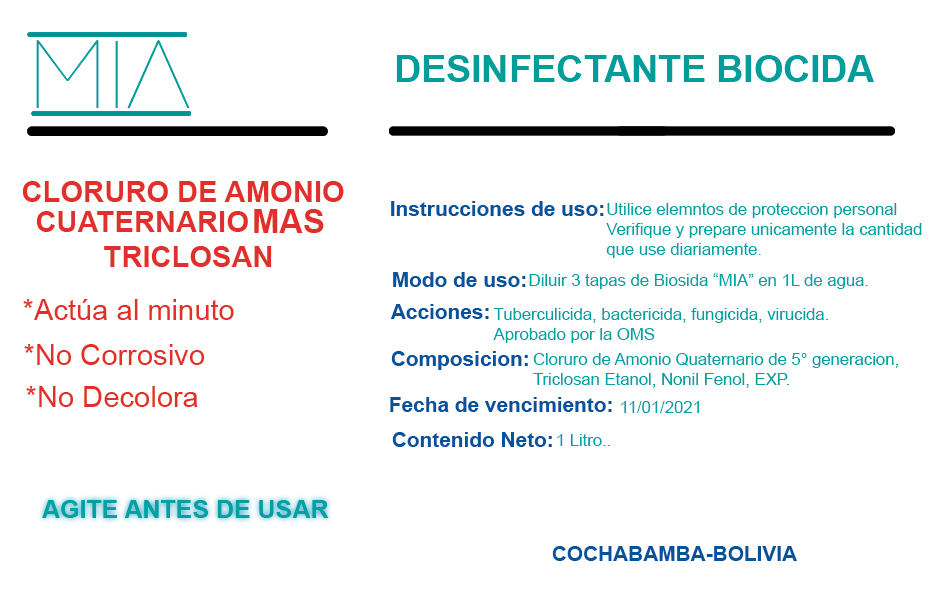 MIA
DESINFECTANTE BIOCIDA
CLORURO DE AMONIO
CUATERNARIO MAS
TRICLOSAN
*Actúa al minuto
*No Corrosivo
*No Decolora
AGITE ANTES DE USAR
Instrucciones de uso: Utilice elemntos de proteccion personal
Verifique y prepare unicamente la cantidad
que use diariamente.
Modo de uso: Diluir 3 tapas de Biosida “MIA” en 1L de agua.
Acciones: Tuberculicida, bactericida, fungicida, virucida.
Aprobado por la OMS
Composicion: Cloruro de Amonio Quaternario de 5° generacion,
Triclosan Etanol, Nonil Fenol, EXP.
Fecha de vencimiento: 11/01/2021
Contenido Neto: 1 Litro..
COCHABAMBA-BOLIVIA